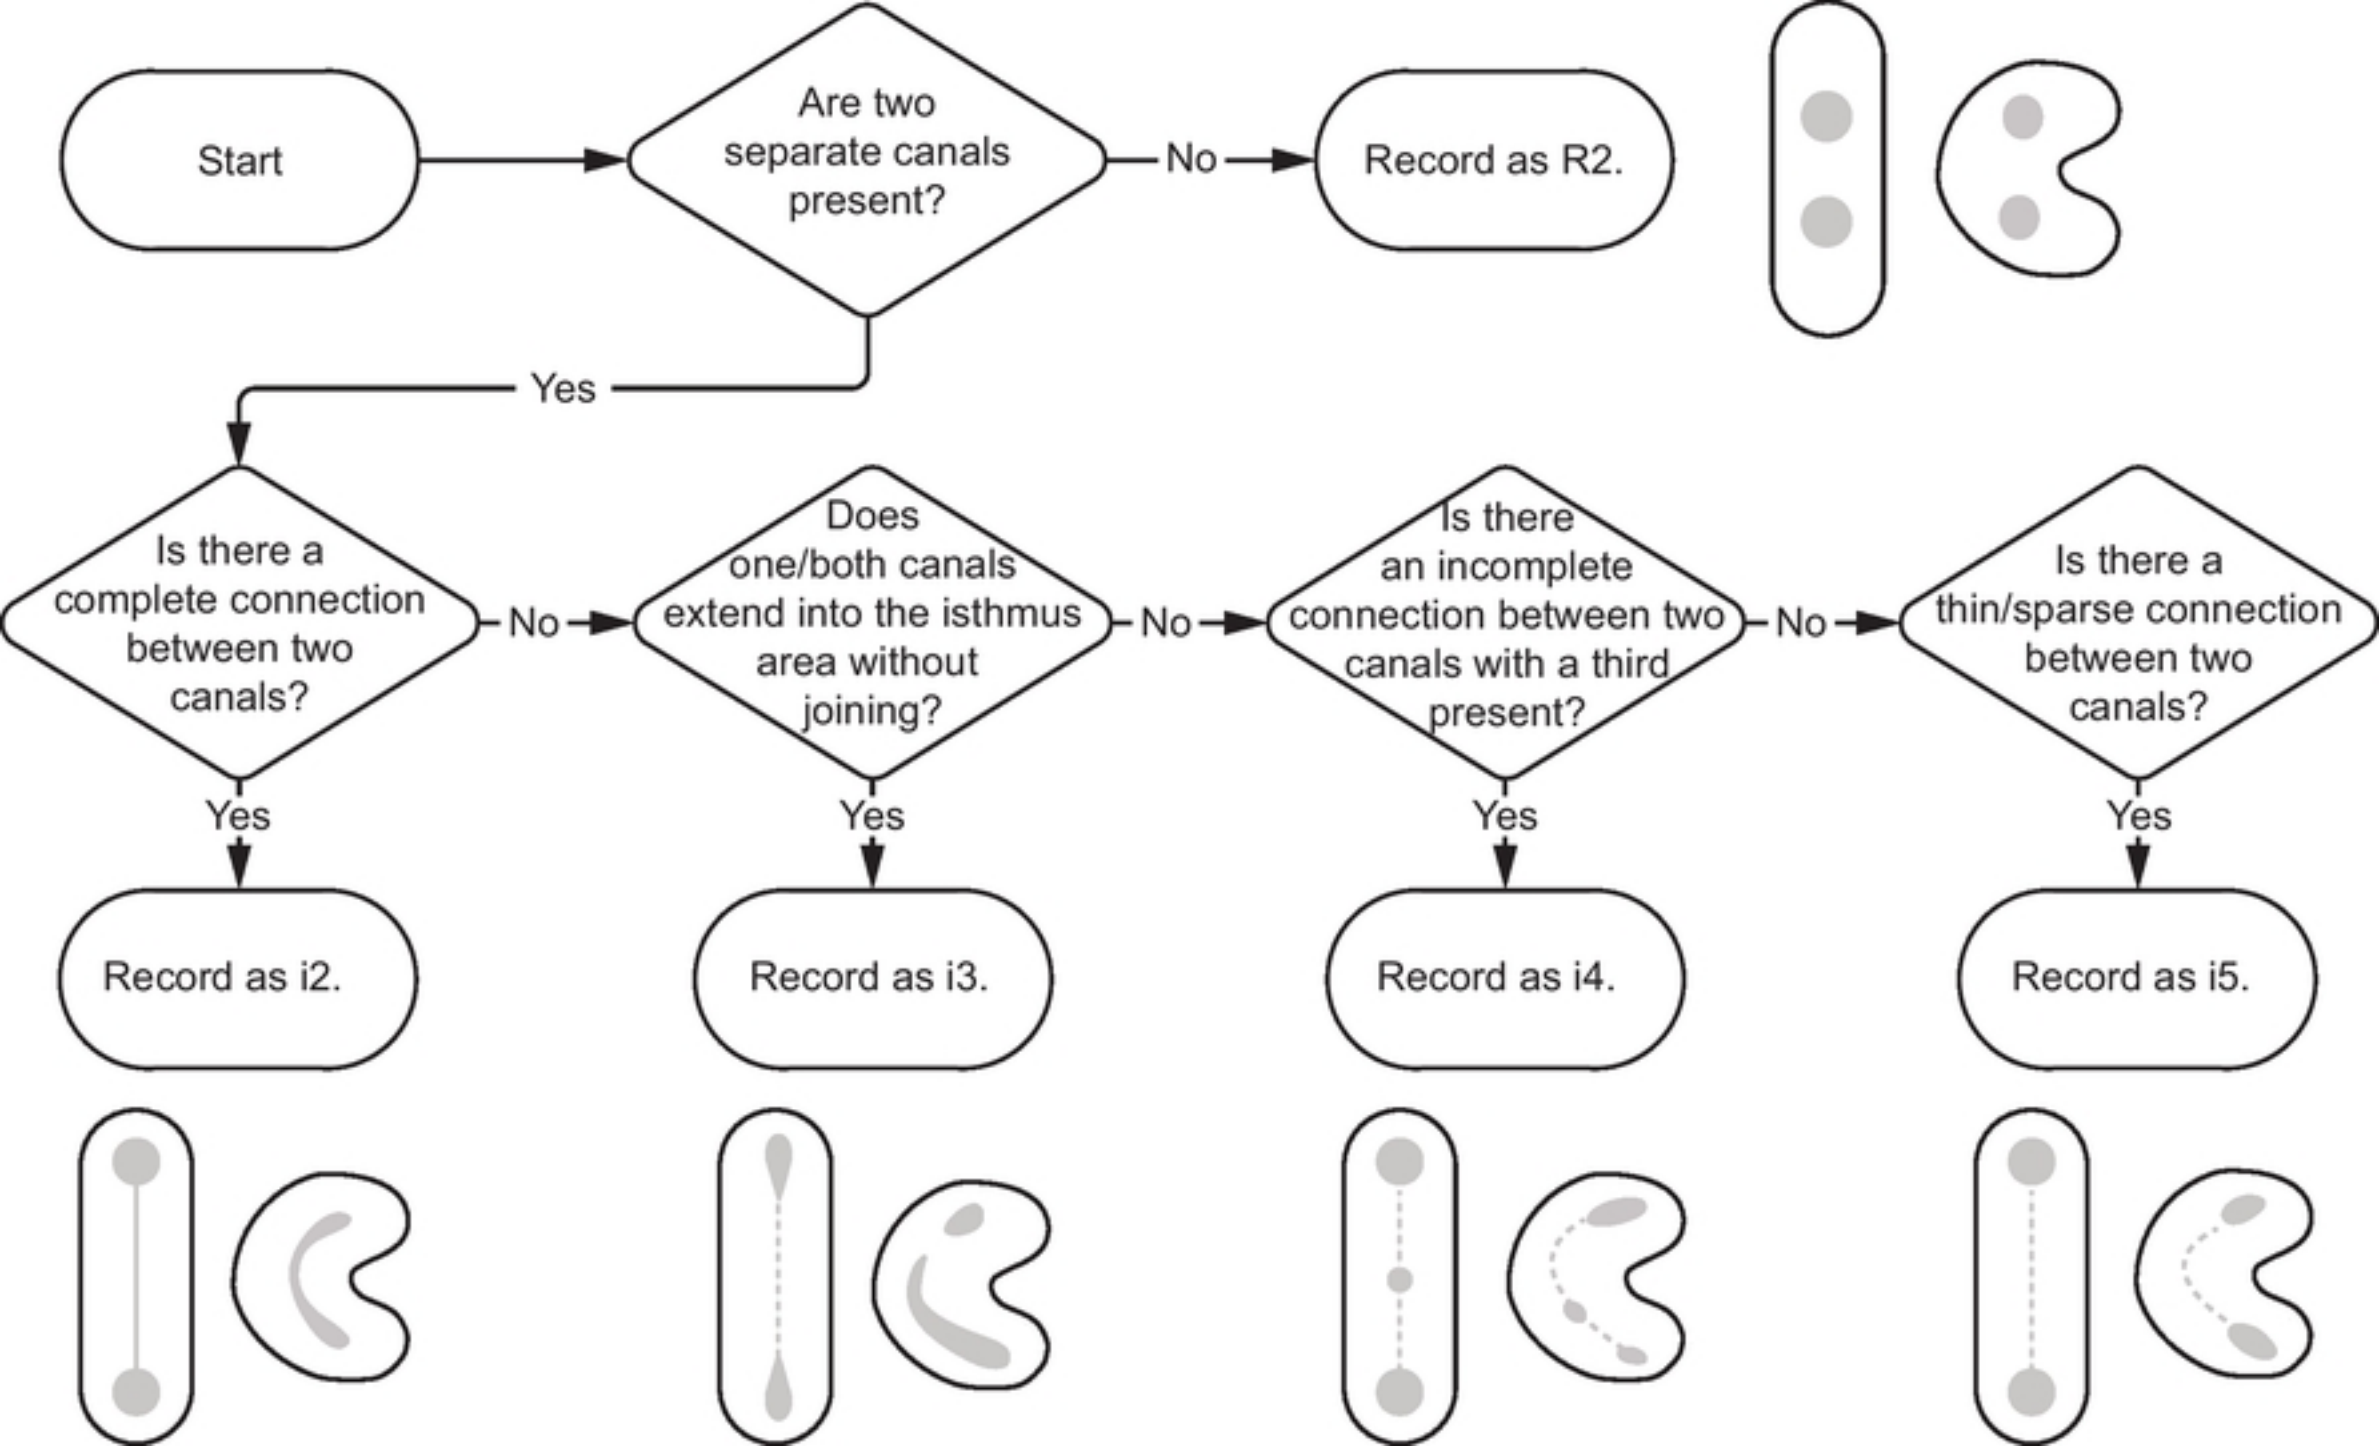 Start
Are two
separate canals
present?
No
Record as R2.
Yes
Is there a
complete connection
between two
canals?
No
Does
one/both canals
extend into the isthmus
area without
joining?
No
Is there
an incomplete
connection between two
canals with a third
present?
No
Is there a
thin/sparse connection
between two
canals?
Yes
Yes
Yes
Yes
Record as i2.
Record as i3.
Record as i4.
Record as i5.